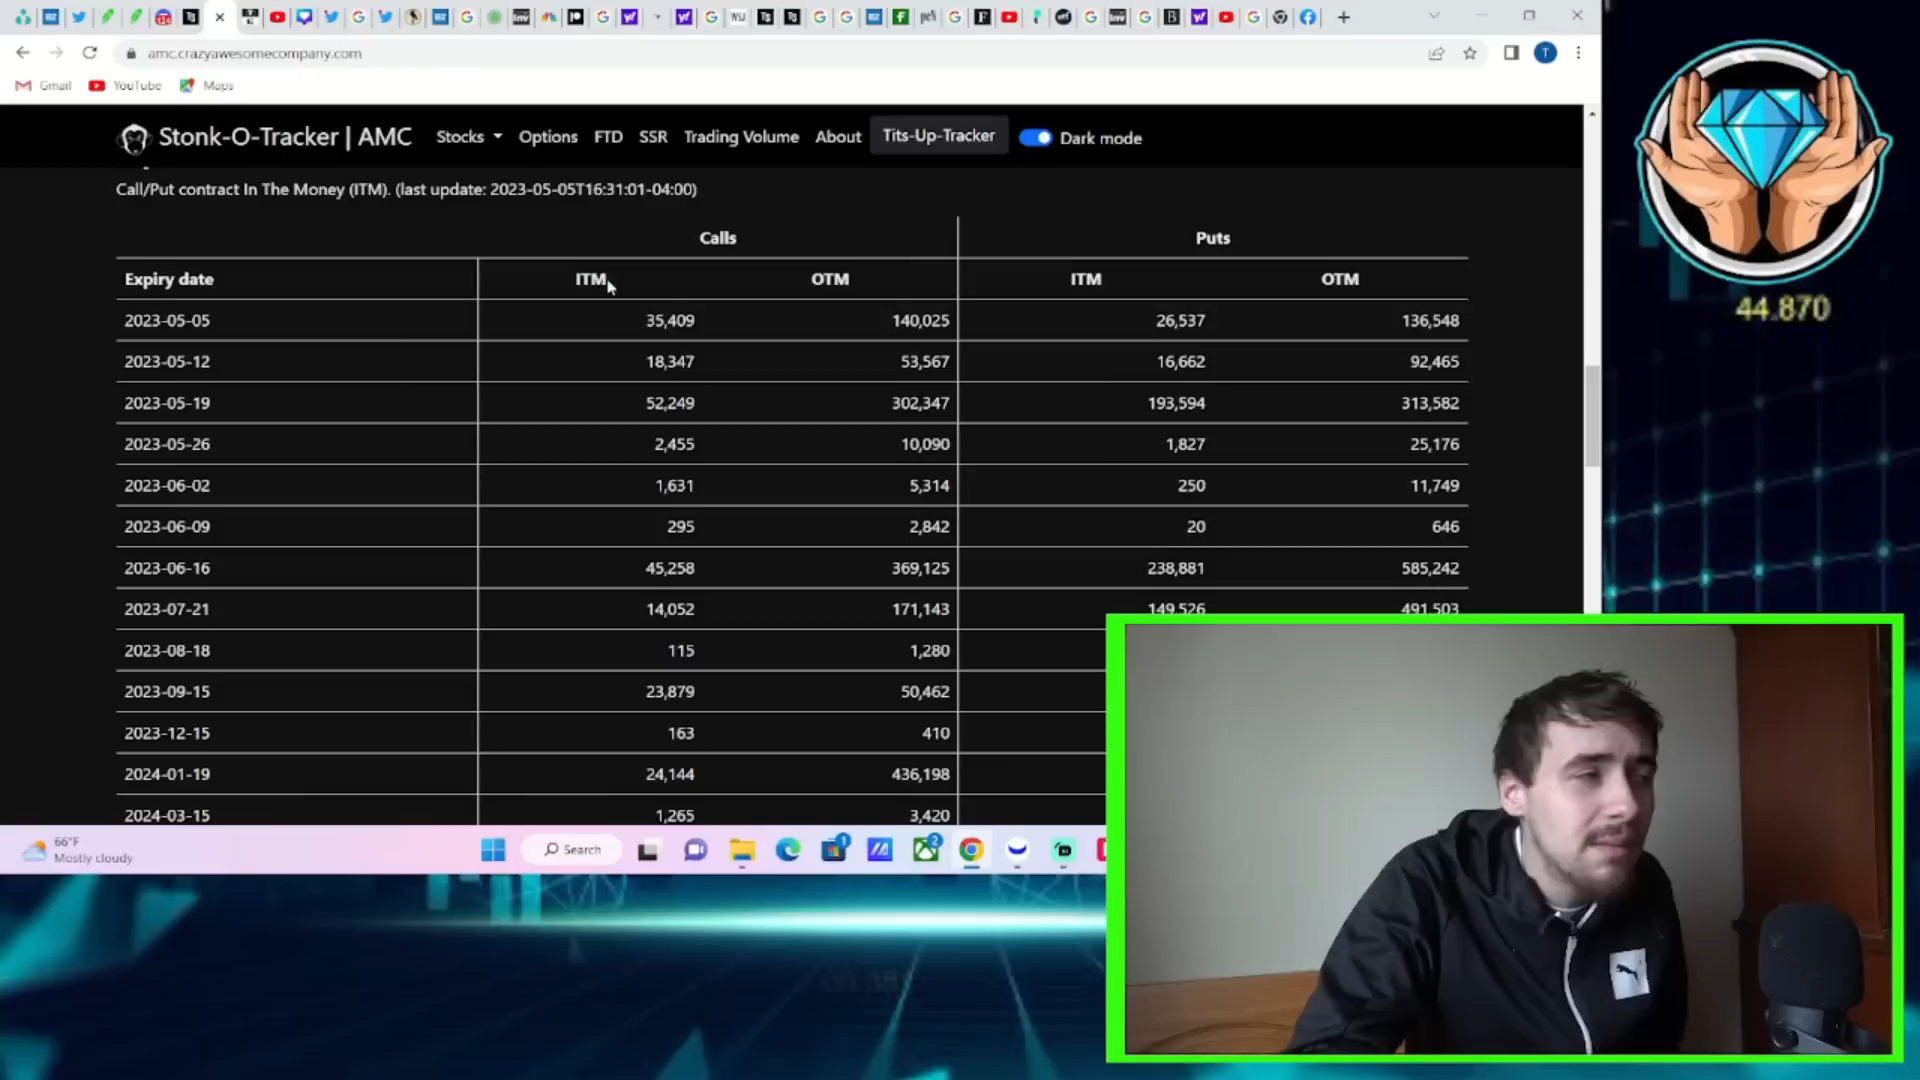 amc.crazyawesomecompany.com
Gmail YouTube Maps
Stonk-O-Tracker | AMC Stocks Options FTD SSR Trading Volume About Tits-Up-Tracker Dark mode
Call/Put contract In The Money (ITM). (last update: 2023-05-05T16:31:01-04:00)
Calls Puts
Expiry date ITM OTM ITM OTM
2023-05-05 35,409 140,025 26,537 136,548
2023-05-12 18,347 53,567 16,662 92,465
2023-05-19 52,249 302,347 193,594 313,582
2023-05-26 2,455 10,090 1,827 25,176
2023-06-02 1,631 5,314 250 11,749
2023-06-09 295 2,842 20 646
2023-06-16 45,258 369,125 238,881 585,242
2023-07-21 14,052 171,143 149,526 491,503
2023-08-18 115 1,280
2023-09-15 23,879 50,462
2023-12-15 163 410
2024-01-19 24,144 436,198
2024-03-15 1,265 3,420
44.870
66°F
Mostly cloudy
Search